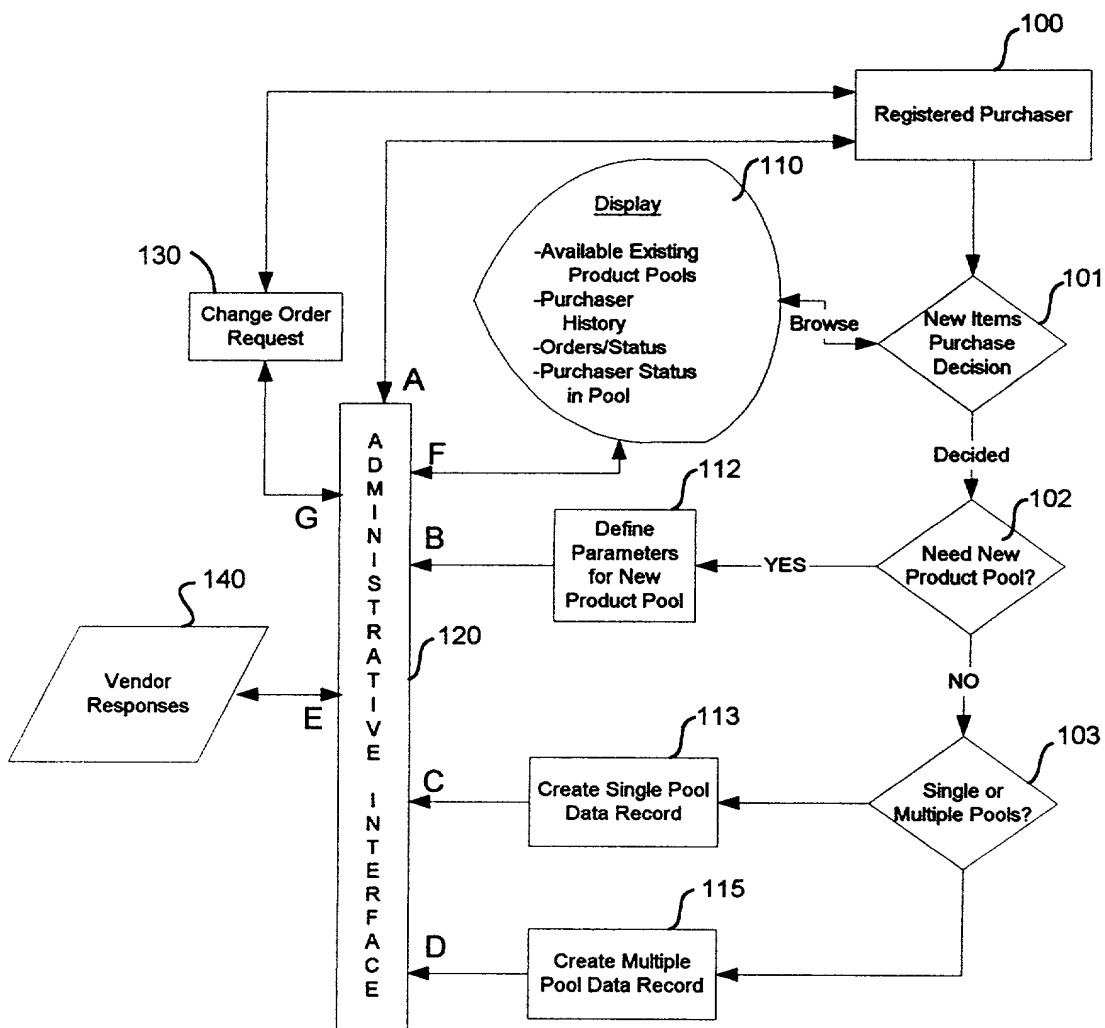 100
Registered Purchaser
110
Display
-Available Existing
Product Pools
-Purchaser
History
-Orders/Status
-Purchaser Status
in Pool
130
Change Order
Request
101
New Items
Purchase
Decision
Browse
A
Decided
F
G
112
Define
Parameters
for New
Product Pool
B
YES
102
Need New
Product Pool?
140
Vendor
Responses
E
120
ADMINISTRATIVE INTERFACE
NO
113
Create Single Pool
Data Record
C
103
Single or
Multiple Pools?
115
Create Multiple
Pool Data Record
D